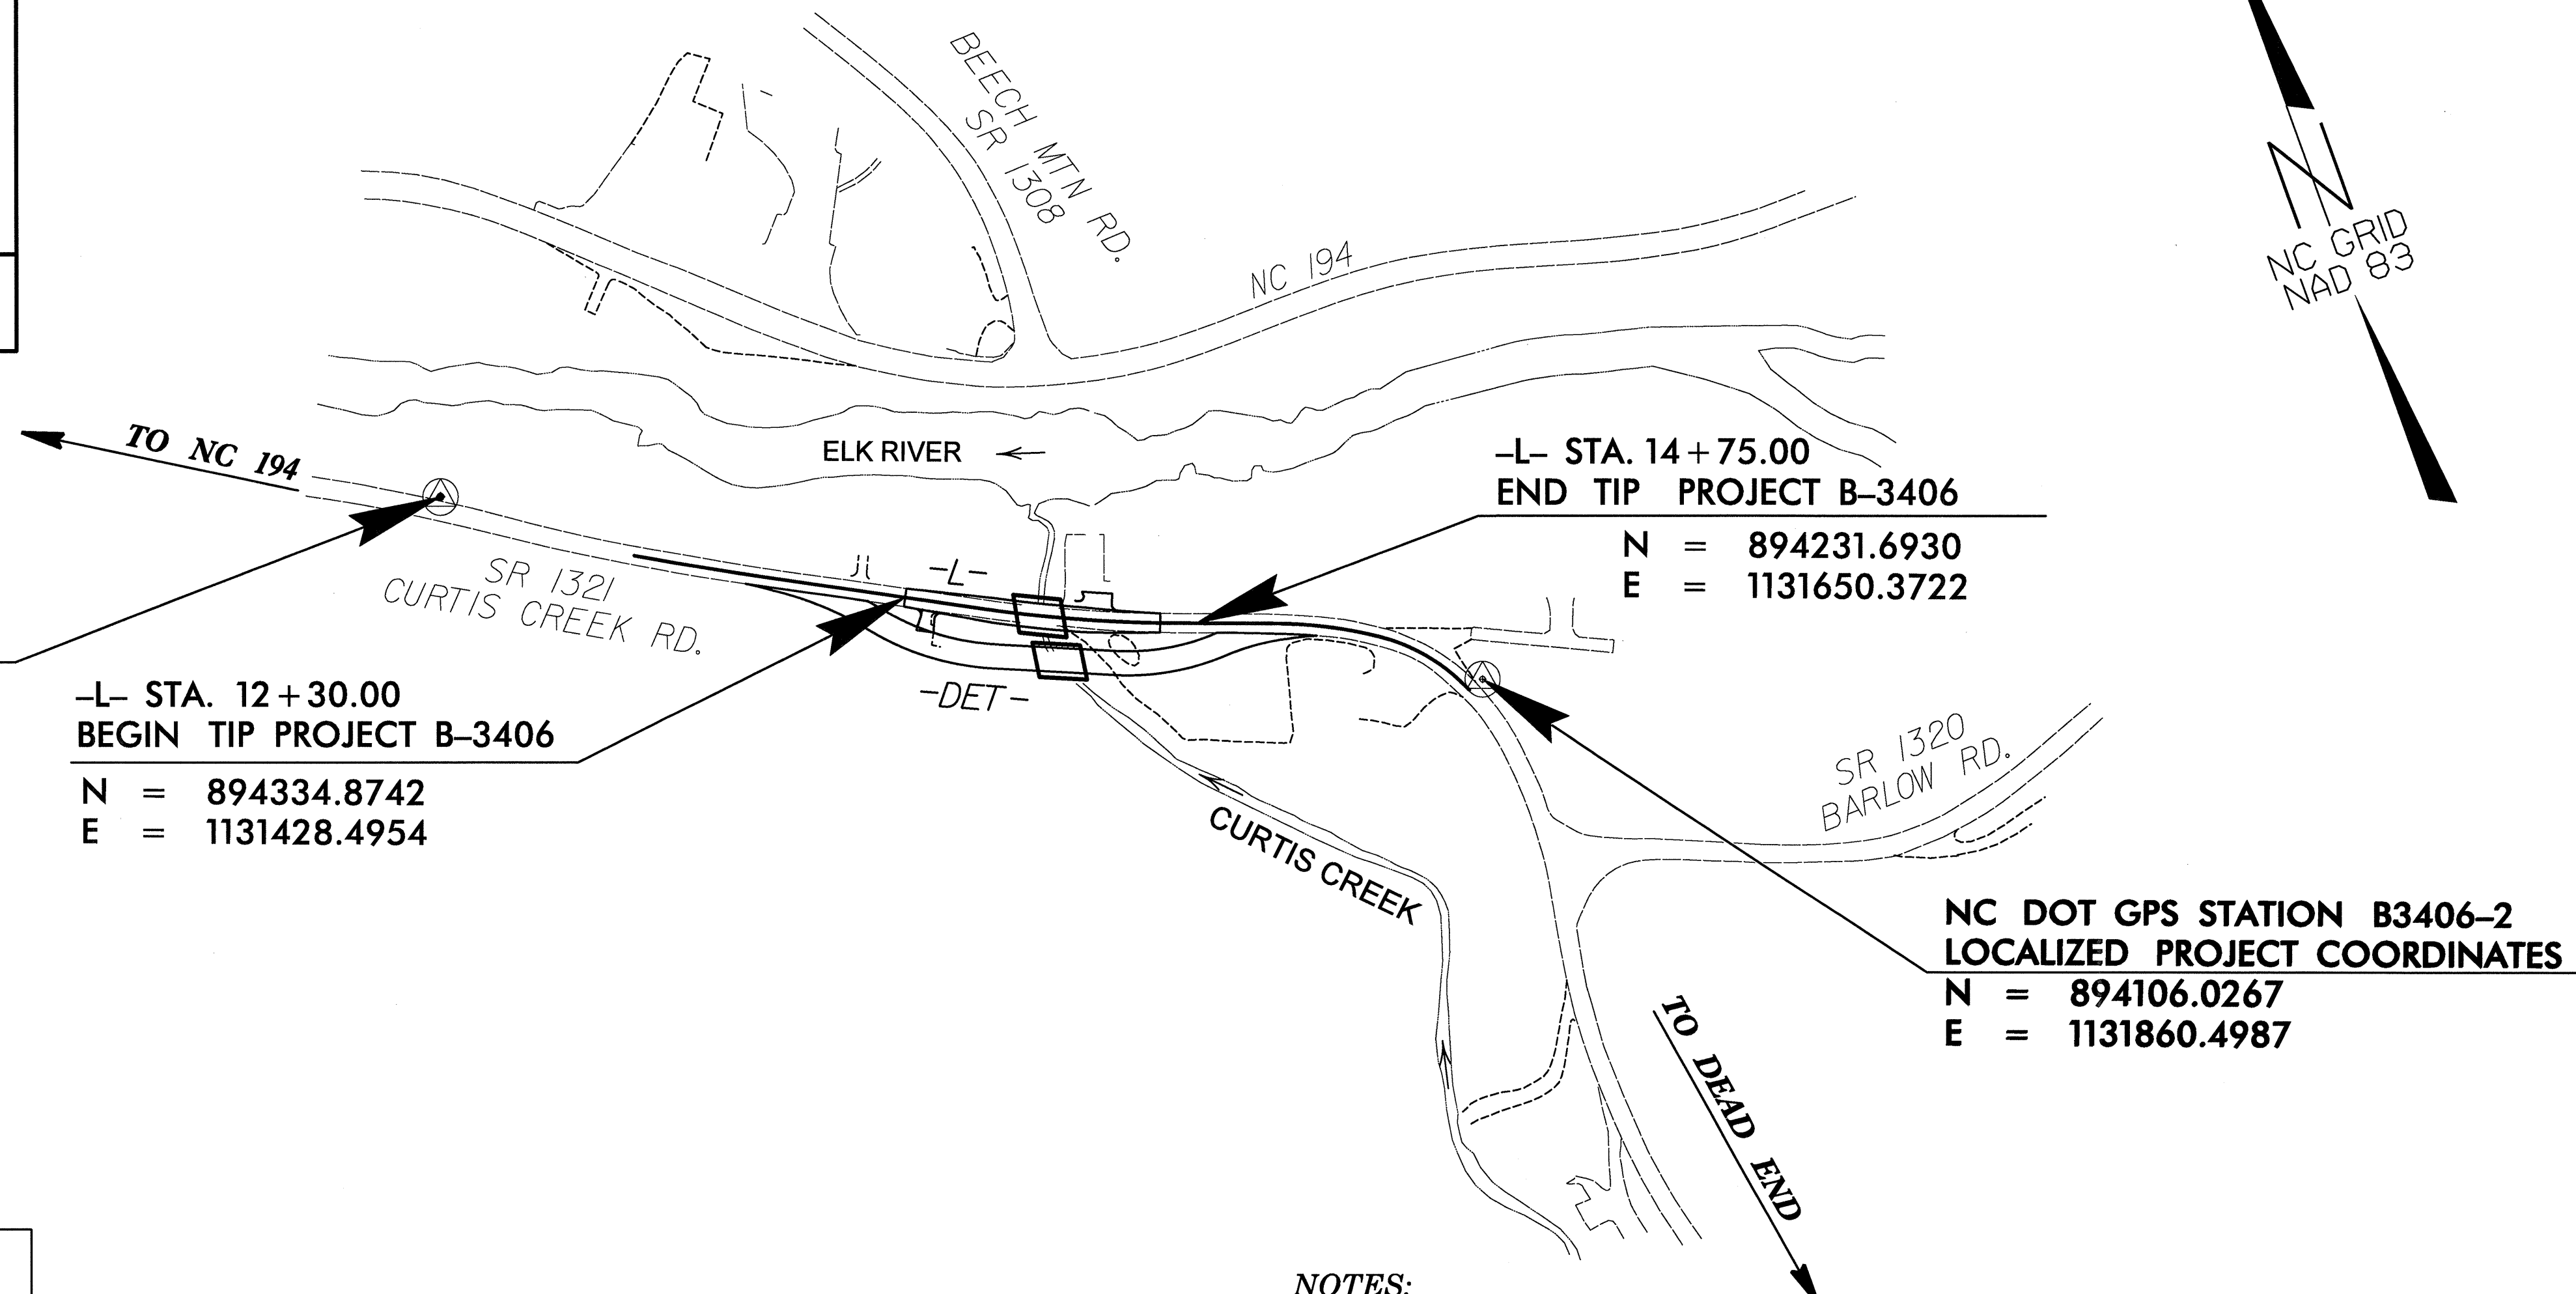 BEECH MTN RD.
SR 1308
NC 194
N
NC GRID
NAD 83
TO NC 194
ELK RIVER
-L- STA. 14+75.00
END TIP PROJECT B-3406
N = 894231.6930
E = 1131650.3722
SR 1321
CURTIS CREEK RD.
-L-
-DET-
-L- STA. 12+30.00
BEGIN TIP PROJECT B-3406
N = 894334.8742
E = 1131428.4954
SR 1320
BARLOW RD.
CURTIS CREEK
NC DOT GPS STATION B3406-2
LOCALIZED PROJECT COORDINATES
N = 894106.0267
E = 1131860.4987
TO DEAD END
NOTES: